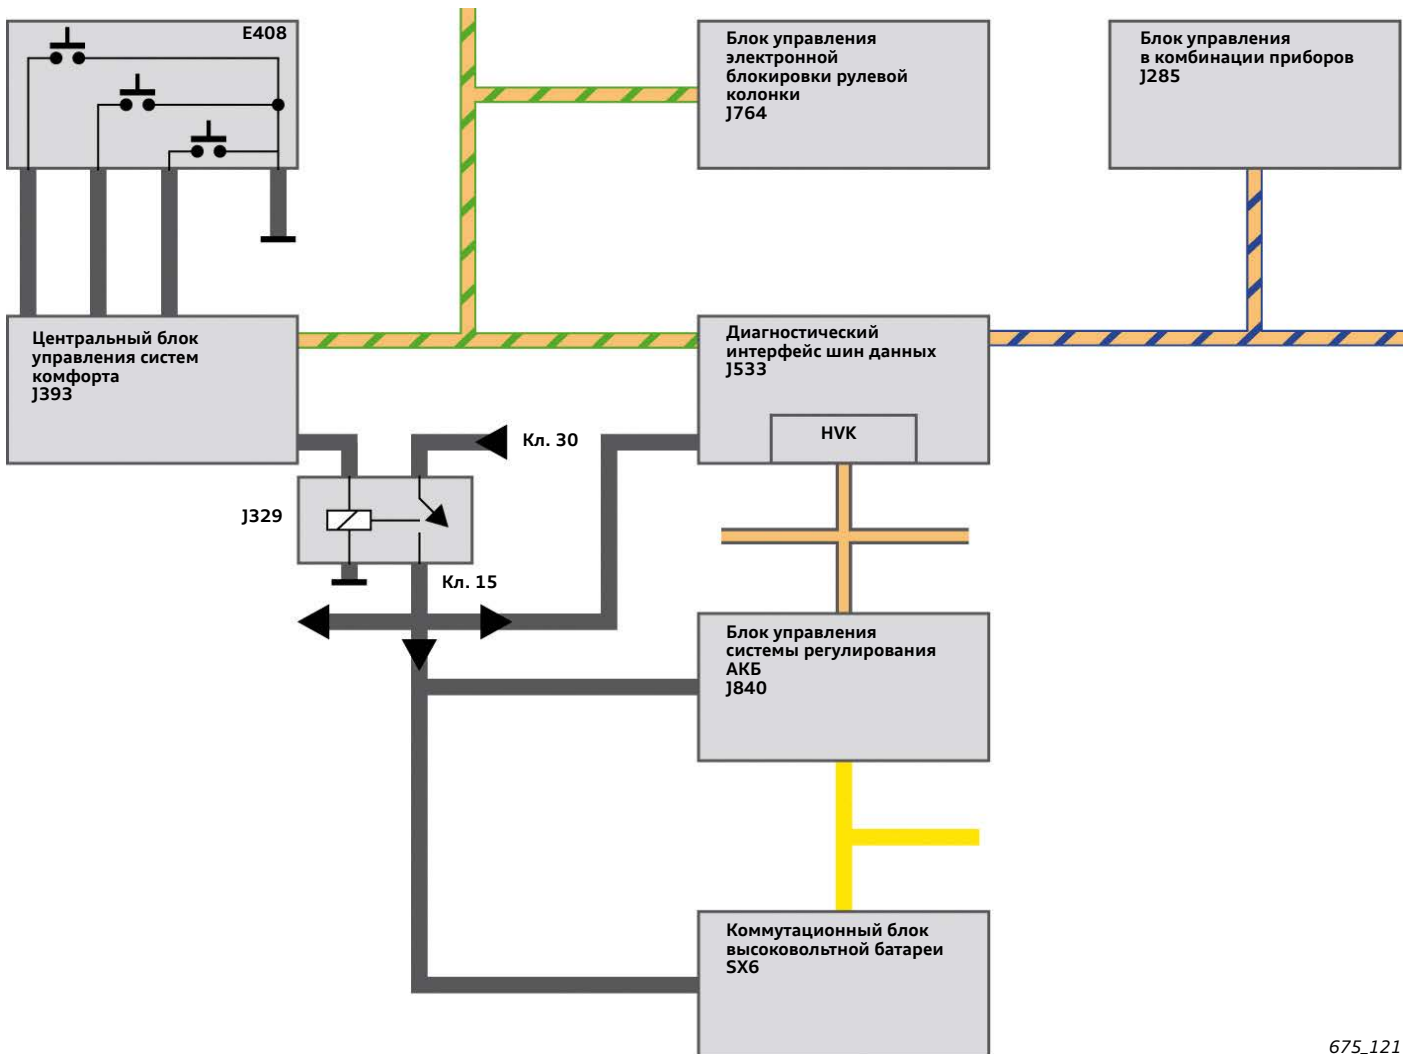 E408
Блок управления
электронной
блокировки рулевой
колонки
J764
Блок управления
в комбинации приборов
J285
Центральный блок
управления систем
комфорта
J393
Диагностический
интерфейс шин данных
J533
HVK
Кл. 30
J329
Кл. 15
Блок управления
системы регулирования
АКБ
J840
Коммутационный блок
высоковольтной батареи
SX6
675_121